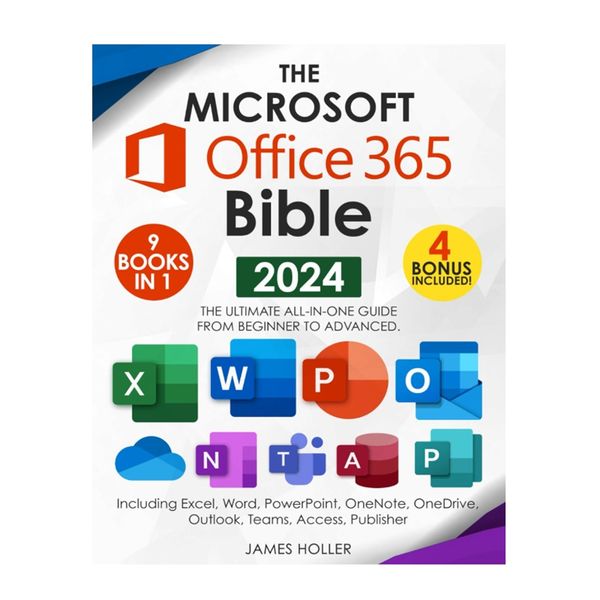 THE
MICROSOFT
Office 365
Bible
9
BOOKS
IN 1
4
BONUS
INCLUDED!
2024
THE ULTIMATE ALL-IN-ONE GUIDE
FROM BEGINNER TO ADVANCED.
X W P O
N T A P
Including Excel, Word, PowerPoint, OneNote, OneDrive,
Outlook, Teams, Access, Publisher
JAMES HOLLER